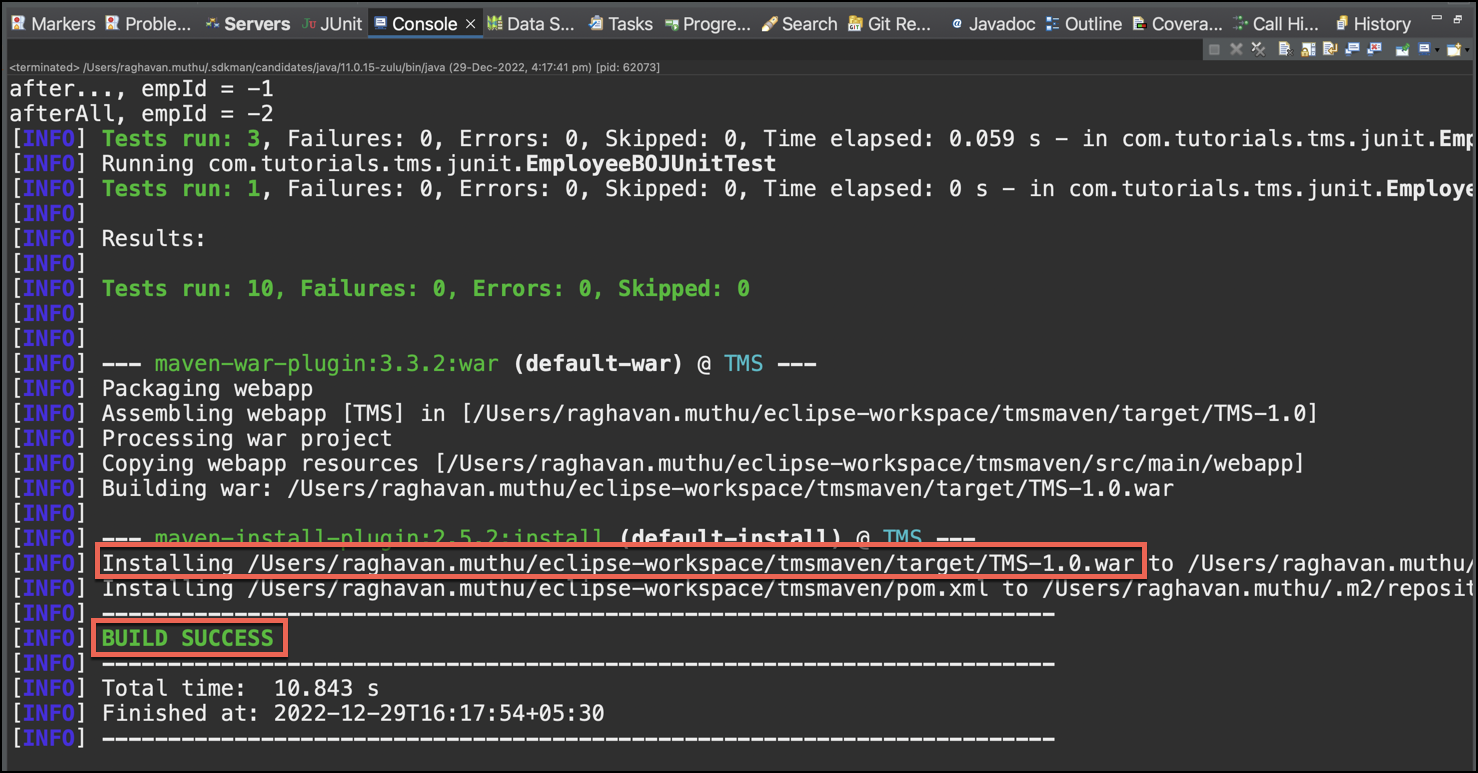 Markers Proble... Servers JUnit Console Data S... Tasks Progre... Search Git Re... Javadoc Outline Covera... Call Hi... History
<terminated> /Users/raghavan.muthu/.sdkman/candidates/java/11.0.15-zulu/bin/java (29-Dec-2022, 4:17:41 pm) [pid: 62073]
after..., empId = -1
afterAll, empId = -2
[INFO] Tests run: 3, Failures: 0, Errors: 0, Skipped: 0, Time elapsed: 0.059 s - in com.tutorials.tms.junit.Emp
[INFO] Running com.tutorials.tms.junit.EmployeeBOJUnitTest
[INFO] Tests run: 1, Failures: 0, Errors: 0, Skipped: 0, Time elapsed: 0 s - in com.tutorials.tms.junit.Employe
[INFO]
[INFO] Results:
[INFO]
[INFO] Tests run: 10, Failures: 0, Errors: 0, Skipped: 0
[INFO]
[INFO]
[INFO] --- maven-war-plugin:3.3.2:war (default-war) @ TMS ---
[INFO] Packaging webapp
[INFO] Assembling webapp [TMS] in [/Users/raghavan.muthu/eclipse-workspace/tmsmaven/target/TMS-1.0]
[INFO] Processing war project
[INFO] Copying webapp resources [/Users/raghavan.muthu/eclipse-workspace/tmsmaven/src/main/webapp]
[INFO] Building war: /Users/raghavan.muthu/eclipse-workspace/tmsmaven/target/TMS-1.0.war
[INFO]
[INFO] --- maven-install-plugin:2.5.2:install (default-install) @ TMS ---
[INFO] Installing /Users/raghavan.muthu/eclipse-workspace/tmsmaven/target/TMS-1.0.war to /Users/raghavan.muthu/
[INFO] Installing /Users/raghavan.muthu/eclipse-workspace/tmsmaven/pom.xml to /Users/raghavan.muthu/.m2/reposit
[INFO] ------------------------------------------------------------------------
[INFO] BUILD SUCCESS
[INFO] ------------------------------------------------------------------------
[INFO] Total time:  10.843 s
[INFO] Finished at: 2022-12-29T16:17:54+05:30
[INFO] ------------------------------------------------------------------------